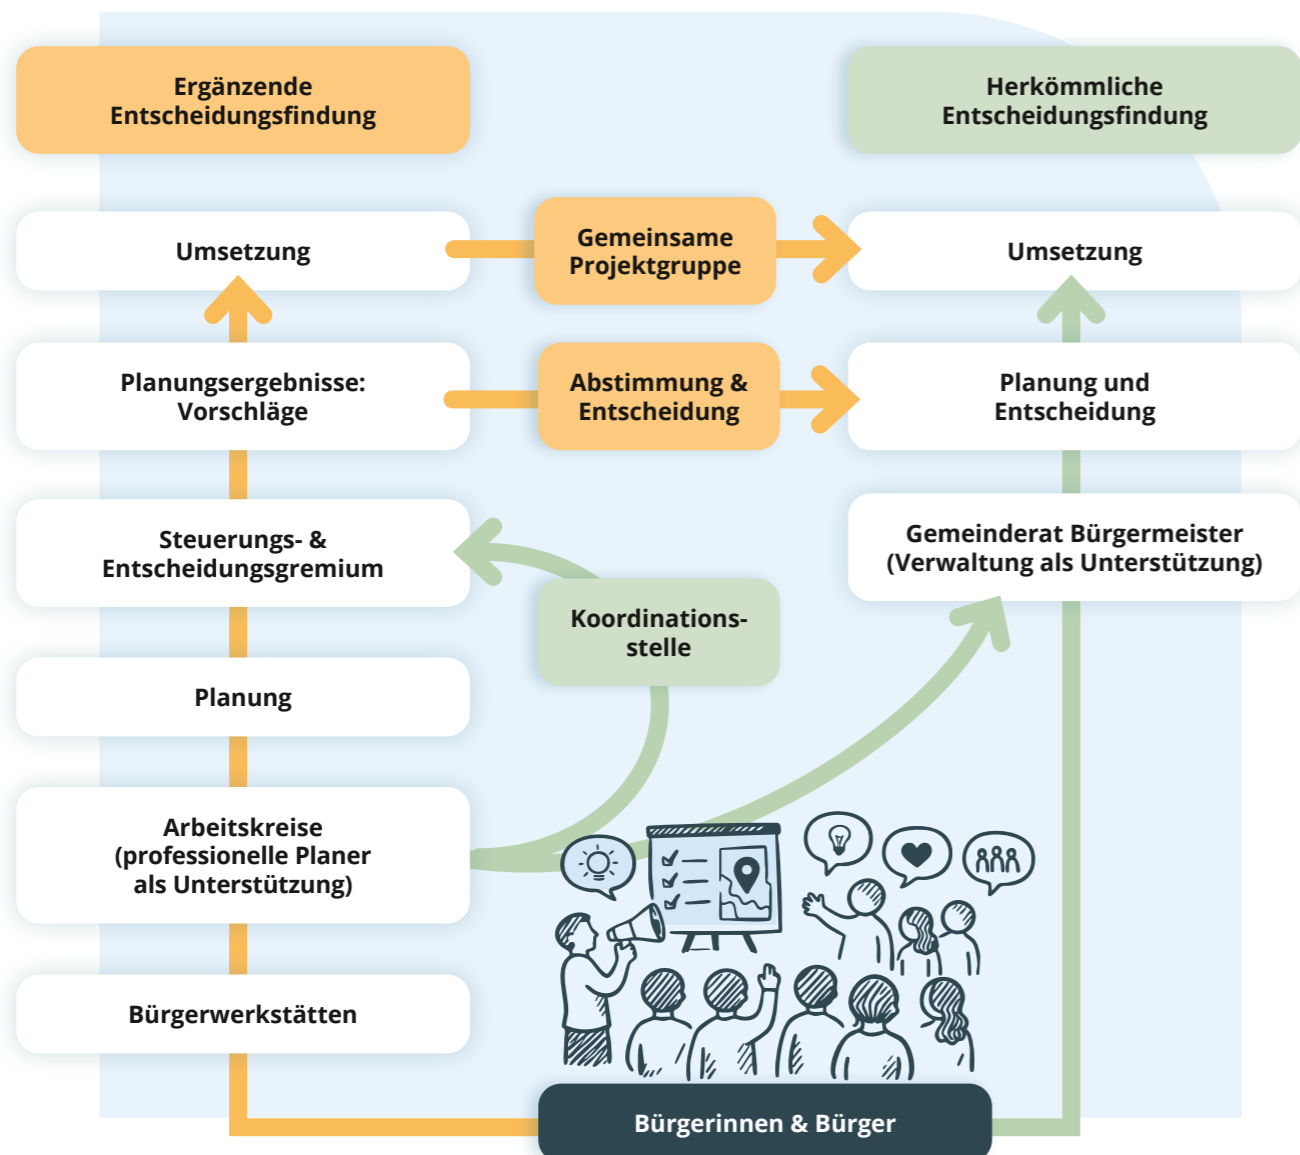 Ergänzende
Entscheidungsfindung
Herkömmliche
Entscheidungsfindung
Umsetzung
Gemeinsame
Projektgruppe
Umsetzung
Planungsergebnisse:
Vorschläge
Abstimmung &
Entscheidung
Planung und
Entscheidung
Steuerungs- &
Entscheidungsgremium
Gemeinderat Bürgermeister
(Verwaltung als Unterstützung)
Koordinations-
stelle
Planung
Arbeitskreise
(professionelle Planer
als Unterstützung)
Bürgerwerkstätten
Bürgerinnen & Bürger